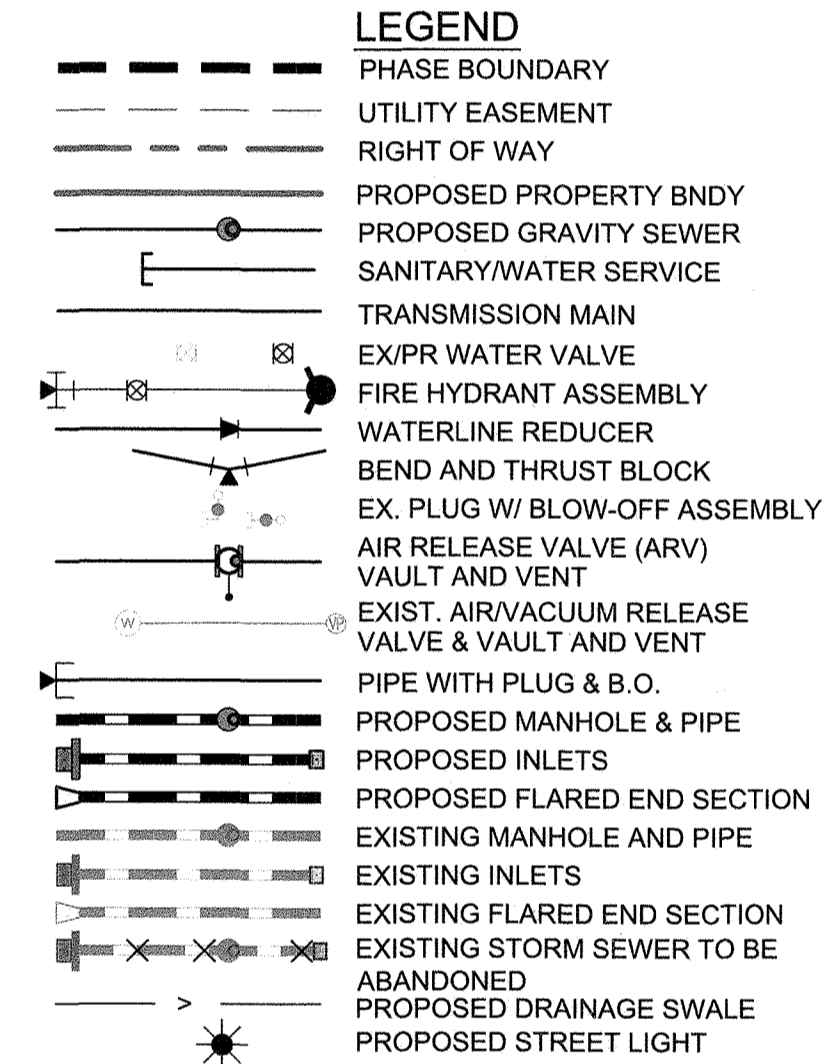 LEGEND
PHASE BOUNDARY
UTILITY EASEMENT
RIGHT OF WAY
PROPOSED PROPERTY BNDY
PROPOSED GRAVITY SEWER
SANITARY/WATER SERVICE
TRANSMISSION MAIN
EX/PR WATER VALVE
FIRE HYDRANT ASSEMBLY
WATERLINE REDUCER
BEND AND THRUST BLOCK
EX. PLUG W/ BLOW-OFF ASSEMBLY
AIR RELEASE VALVE (ARV)
VAULT AND VENT
W VP EXIST. AIR/VACUUM RELEASE
VALVE & VAULT AND VENT
PIPE WITH PLUG & B.O.
PROPOSED MANHOLE & PIPE
PROPOSED INLETS
PROPOSED FLARED END SECTION
EXISTING MANHOLE AND PIPE
EXISTING INLETS
EXISTING FLARED END SECTION
EXISTING STORM SEWER TO BE
ABANDONED
> PROPOSED DRAINAGE SWALE
PROPOSED STREET LIGHT